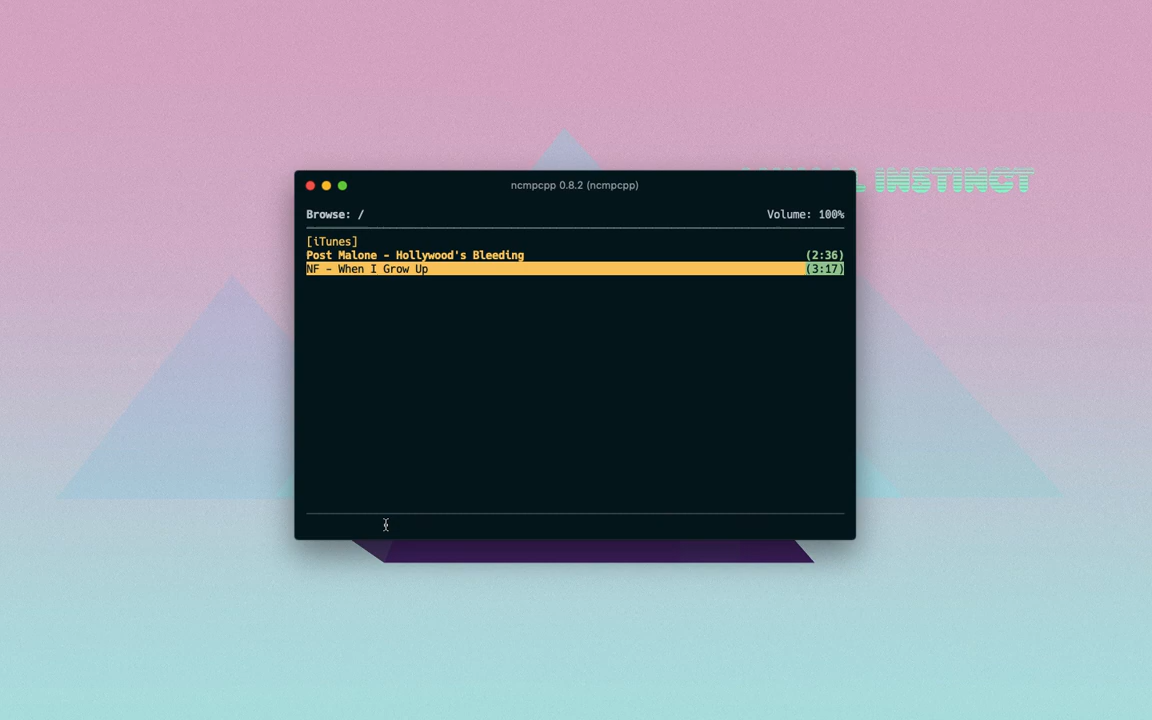 INSTINCT
ncmpcpp 0.8.2 (ncmpcpp)
Browse: / Volume: 100%
[iTunes]
Post Malone - Hollywood's Bleeding (2:36)
NF - When I Grow Up (3:17)